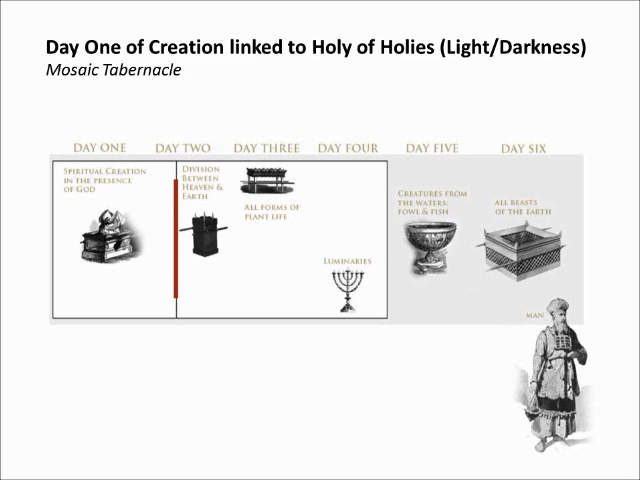 Day One of Creation linked to Holy of Holies (Light/Darkness)
Mosaic Tabernacle
DAY ONE DAY TWO DAY THREE DAY FOUR DAY FIVE DAY SIX
SPIRITUAL CREATION
IN THE PRESENCE
OF GOD
DIVISION
BETWEEN
HEAVEN &
EARTH
ALL FORMS OF
PLANT LIFE
LUMINARIES
CREATURES FROM
THE WATERS:
FOWL & FISH
ALL BEASTS
OF THE EARTH
MAN